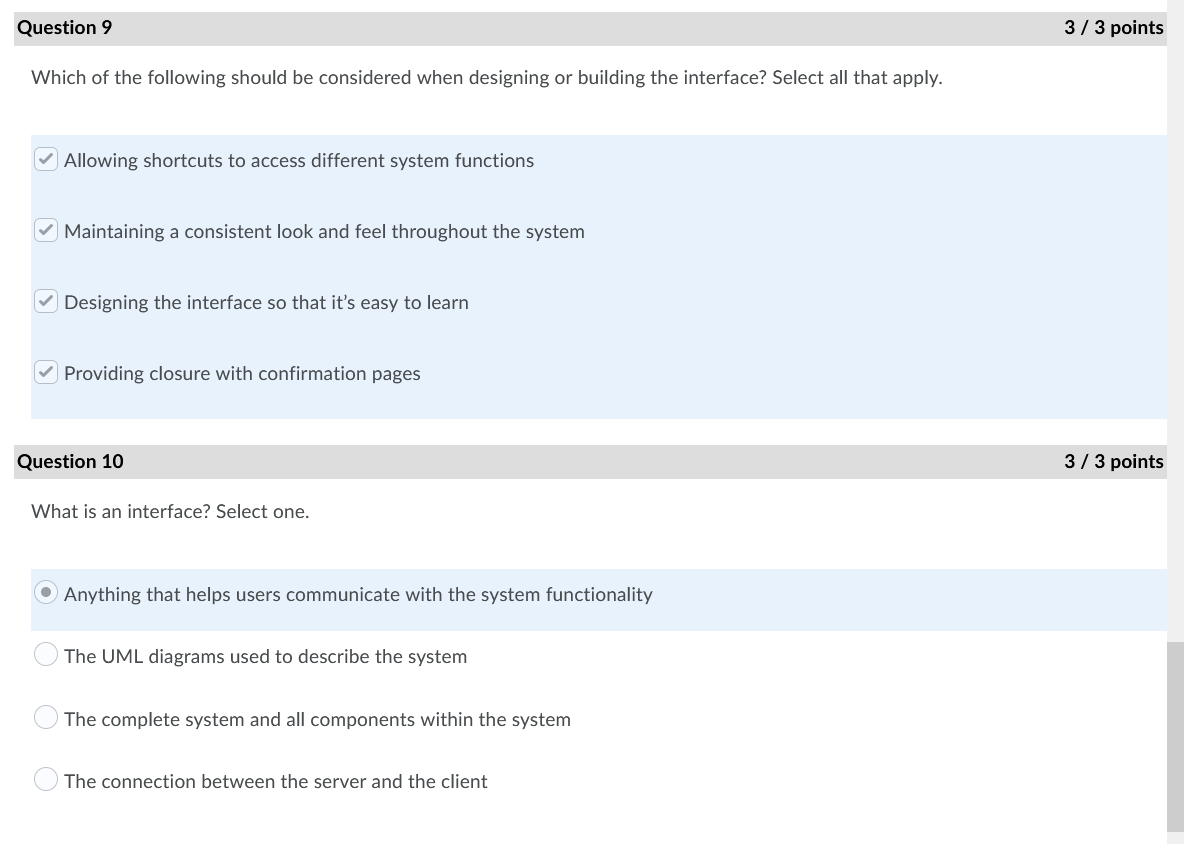 Question 9 3 / 3 points
Which of the following should be considered when designing or building the interface? Select all that apply.
Allowing shortcuts to access different system functions
Maintaining a consistent look and feel throughout the system
Designing the interface so that it’s easy to learn
Providing closure with confirmation pages
Question 10 3 / 3 points
What is an interface? Select one.
Anything that helps users communicate with the system functionality
The UML diagrams used to describe the system
The complete system and all components within the system
The connection between the server and the client